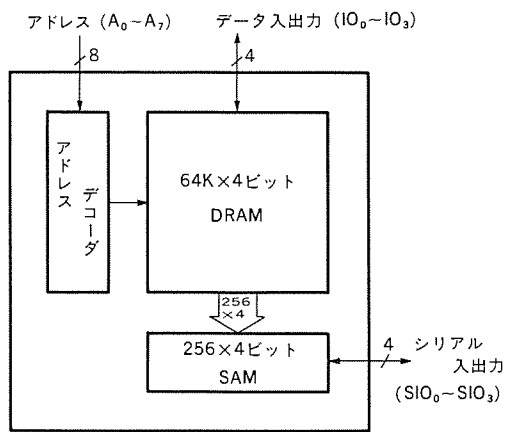 アドレス (A₀~A₇)
データ入出力 (IO₀~IO₃)
8
4
アドレス
デコーダ
64K×4ビット
DRAM
256
×4
256×4ビット
SAM
4
シリアル
入出力
(SIO₀~SIO₃)